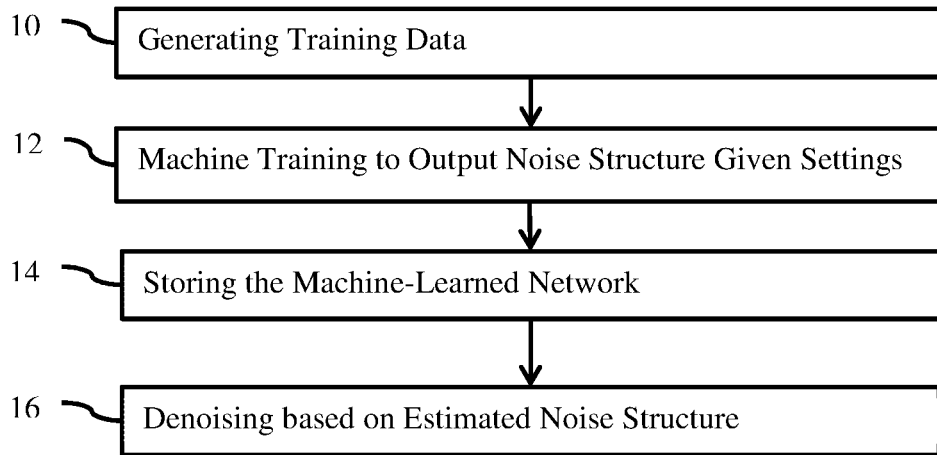 10 Generating Training Data
12 Machine Training to Output Noise Structure Given Settings
14 Storing the Machine-Learned Network
16 Denoising based on Estimated Noise Structure